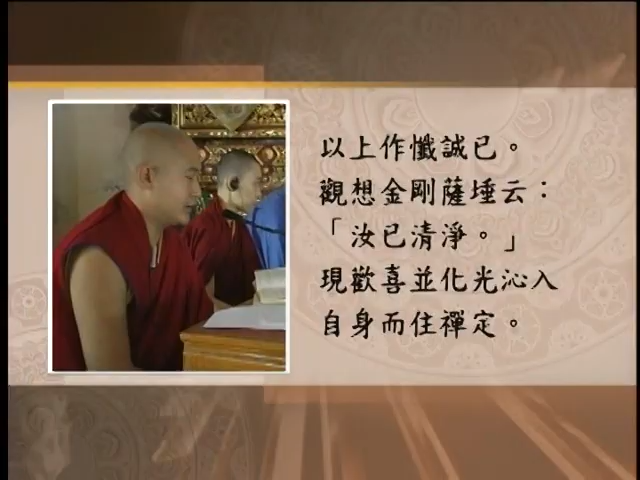 以上作懺誠已。
觀想金剛薩埵云：
「汝已清淨。」
現歡喜並化光沁入
自身而住禪定。